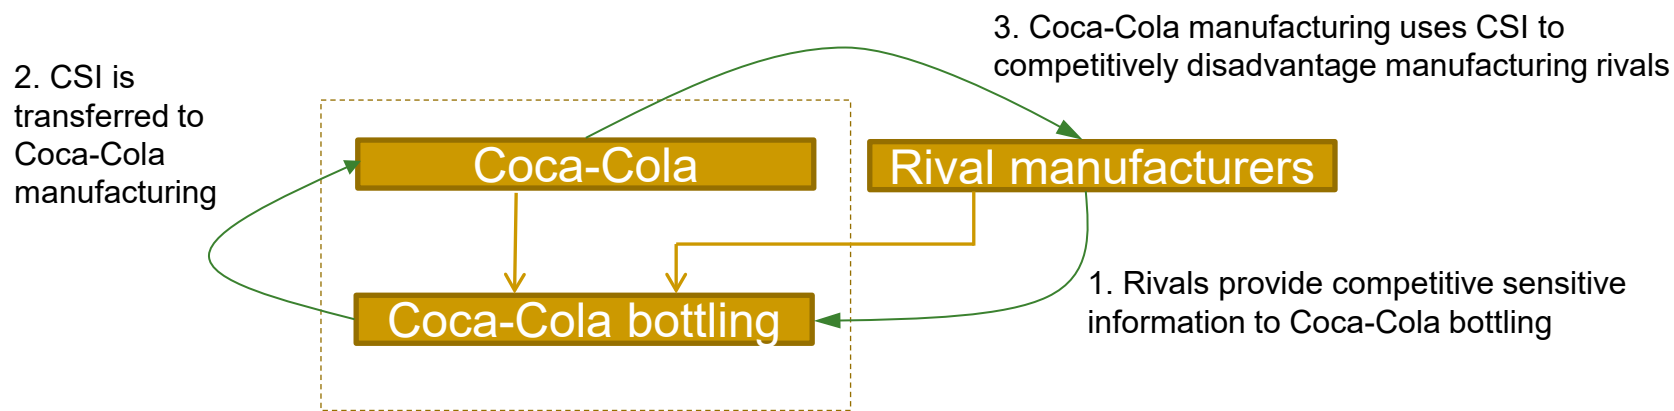 3. Coca-Cola manufacturing uses CSI to
competitively disadvantage manufacturing rivals
2. CSI is
transferred to
Coca-Cola
manufacturing
Coca-Cola
Rival manufacturers
1. Rivals provide competitive sensitive
information to Coca-Cola bottling
Coca-Cola bottling